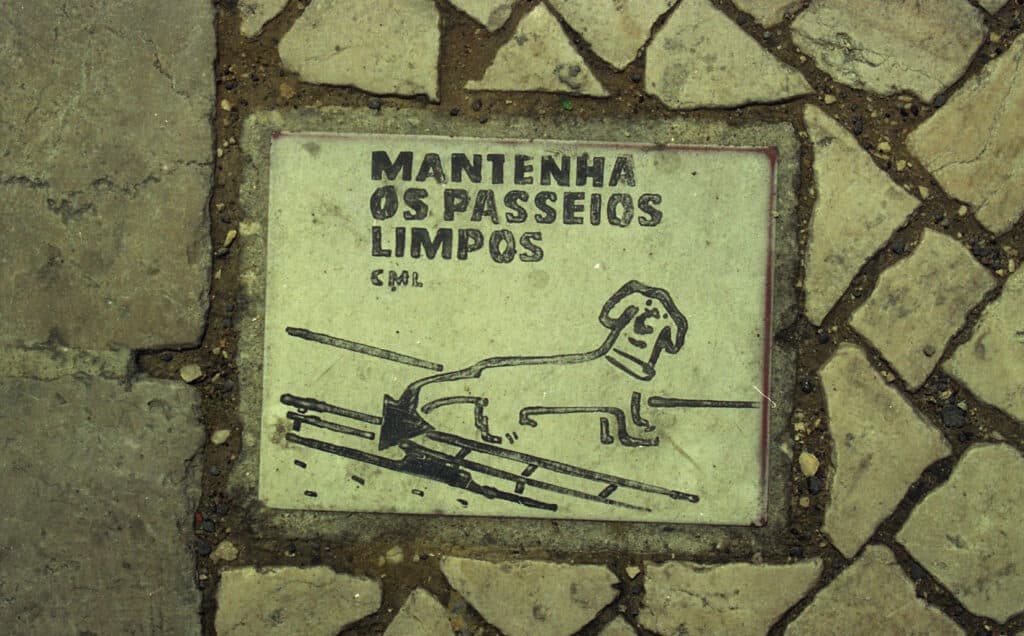 MANTENHA
OS PASSEIOS
LIMPOS
CML